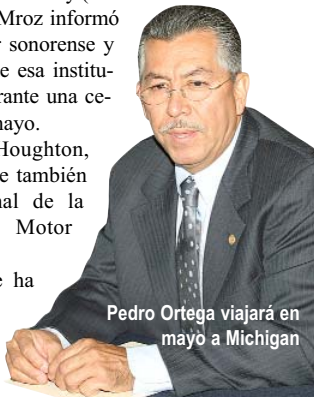 Mroz informó
sonorense y
e esa institu-
rante una ce-
mayo.
Houghton,
e también
nal de la
Motor
e ha
Pedro Ortega viajará en
mayo a Michigan